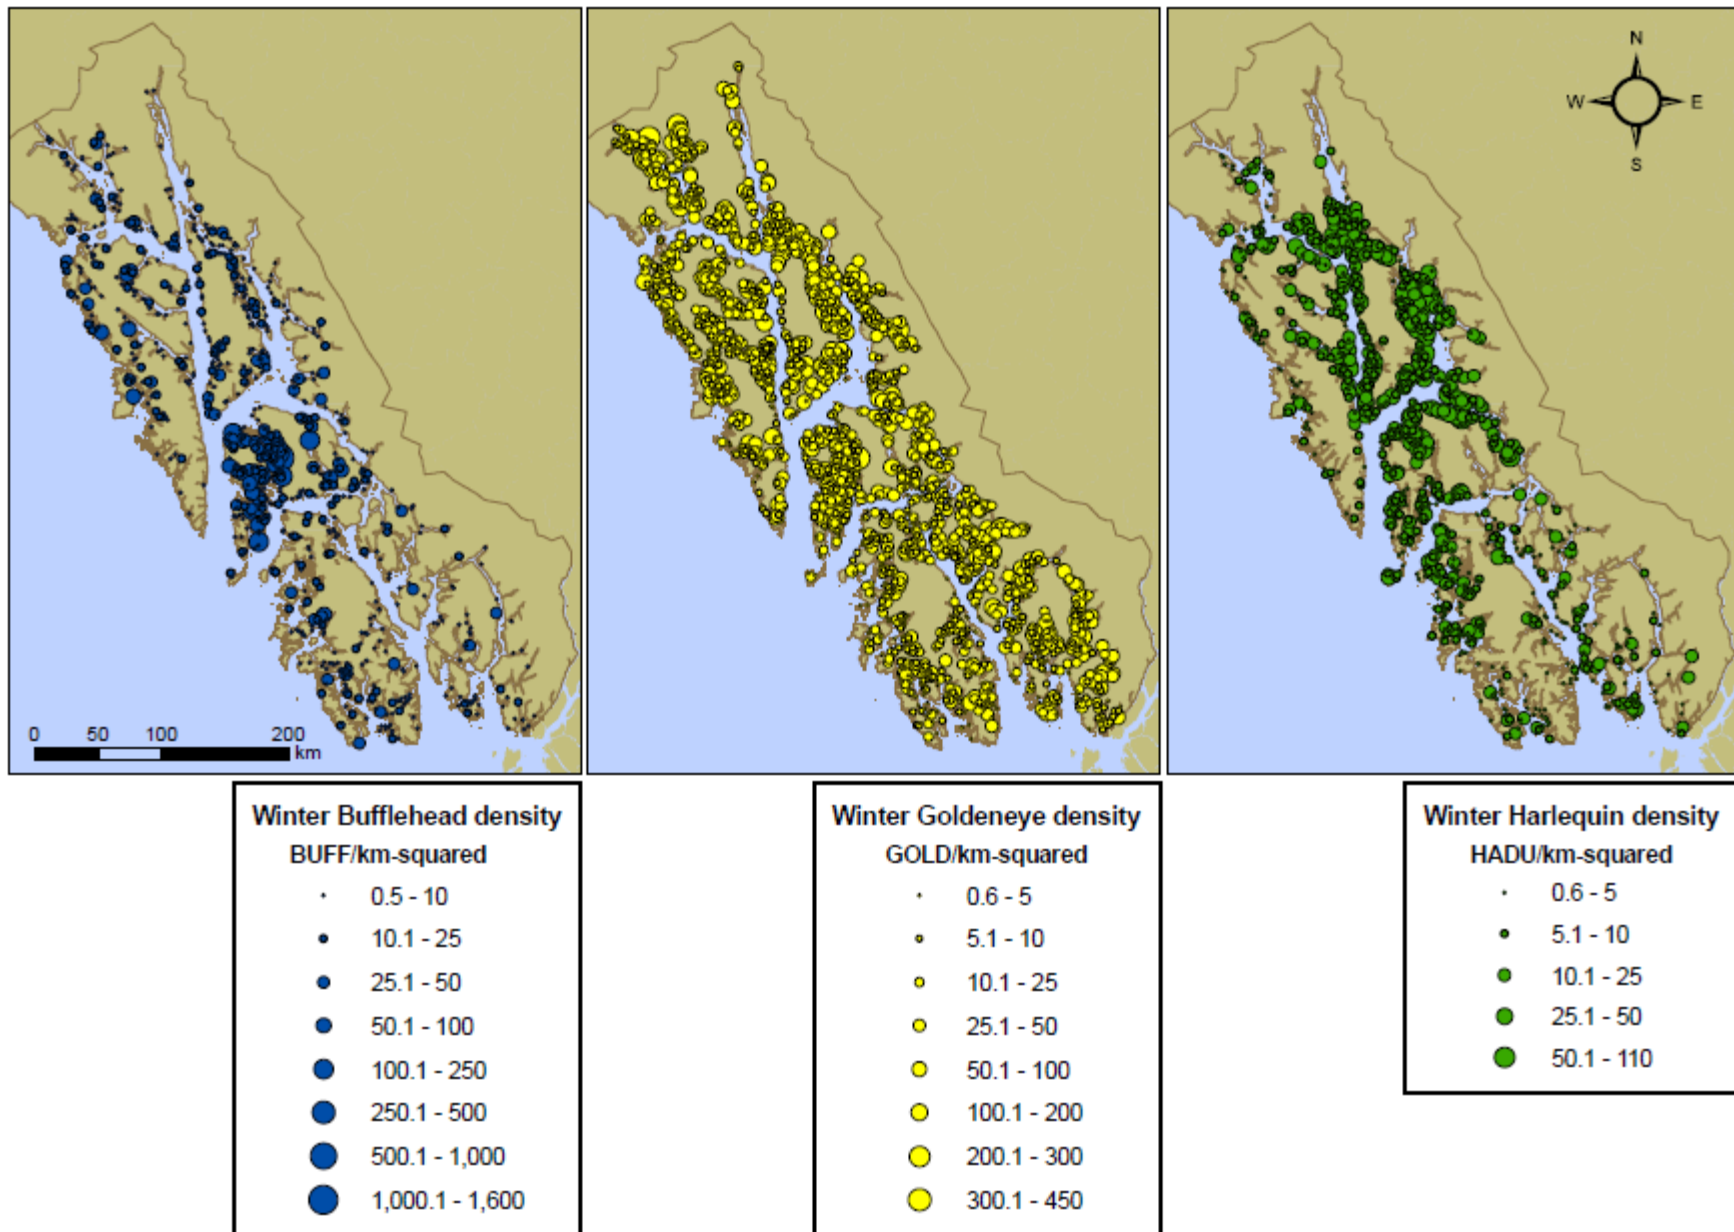 N
W E
S
0 50 100 200
km
Winter Bufflehead density
BUFF/km-squared
0.5 - 10
10.1 - 25
25.1 - 50
50.1 - 100
100.1 - 250
250.1 - 500
500.1 - 1,000
1,000.1 - 1,600
Winter Goldeneye density
GOLD/km-squared
0.6 - 5
5.1 - 10
10.1 - 25
25.1 - 50
50.1 - 100
100.1 - 200
200.1 - 300
300.1 - 450
Winter Harlequin density
HADU/km-squared
0.6 - 5
5.1 - 10
10.1 - 25
25.1 - 50
50.1 - 110